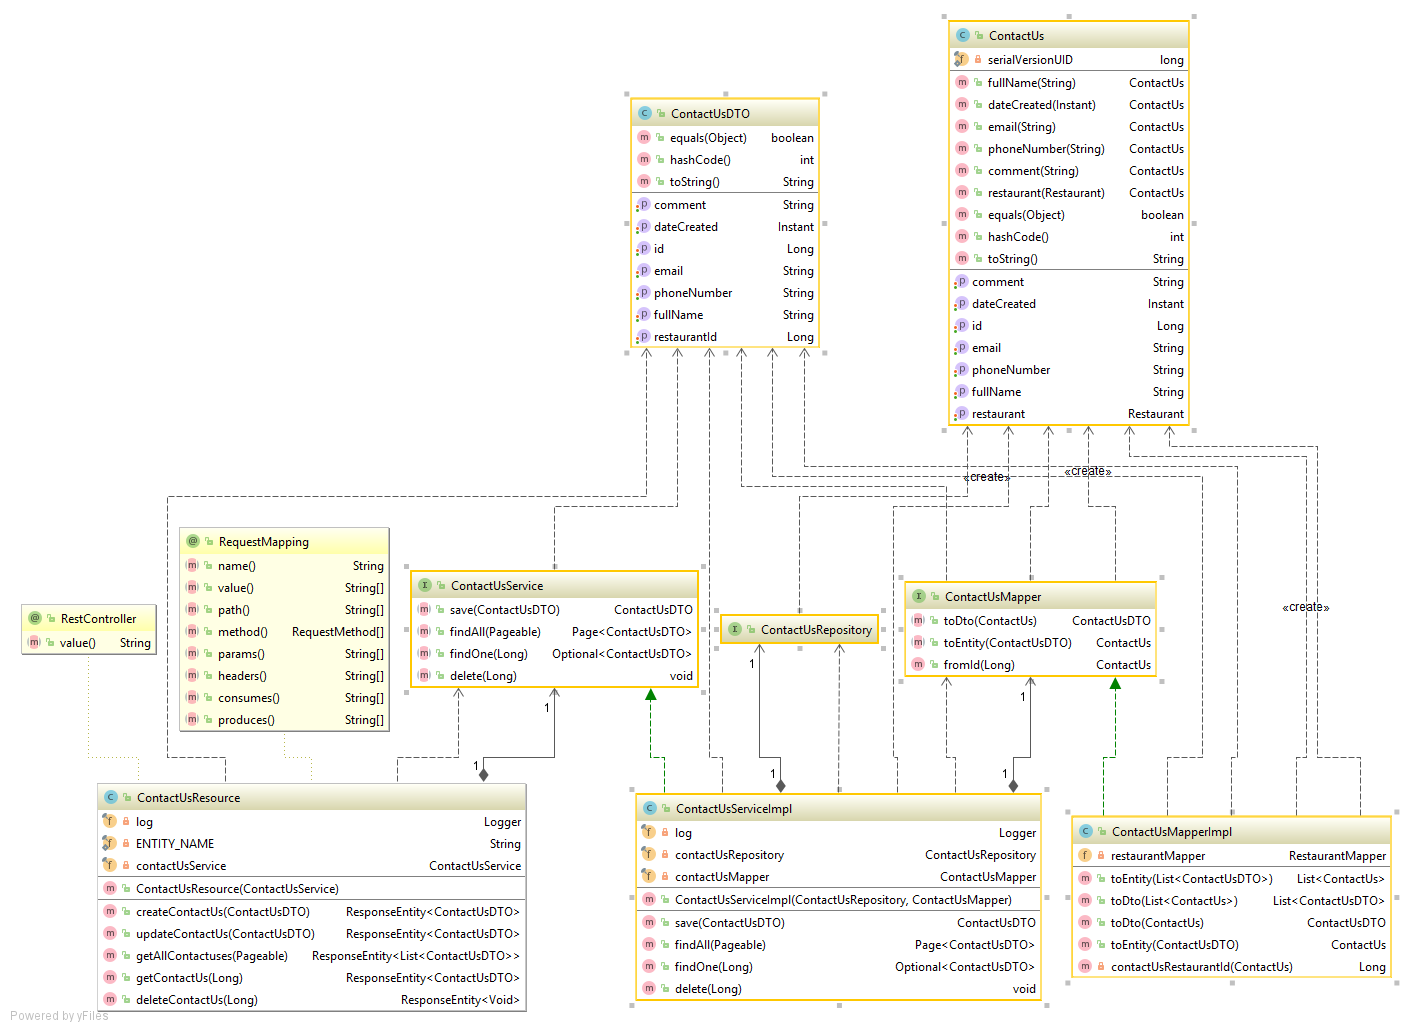 ContactUs
serialVersionUID long
fullName(String) ContactUs
dateCreated(Instant) ContactUs
email(String) ContactUs
phoneNumber(String) ContactUs
comment(String) ContactUs
restaurant(Restaurant) ContactUs
equals(Object) boolean
hashCode() int
toString() String
comment String
dateCreated Instant
id Long
email String
phoneNumber String
fullName String
restaurant Restaurant
ContactUsDTO
equals(Object) boolean
hashCode() int
toString() String
comment String
dateCreated Instant
id Long
email String
phoneNumber String
fullName String
restaurantId Long
«create»
«create»
«create»
RestController
value() String
RequestMapping
name() String
value() String[]
path() String[]
method() RequestMethod[]
params() String[]
headers() String[]
consumes() String[]
produces() String[]
ContactUsService
save(ContactUsDTO) ContactUsDTO
findAll(Pageable) Page<ContactUsDTO>
findOne(Long) Optional<ContactUsDTO>
delete(Long) void
ContactUsRepository
ContactUsMapper
toDto(ContactUs) ContactUsDTO
toEntity(ContactUsDTO) ContactUs
fromId(Long) ContactUs
1
1
1
1
1
1
ContactUsResource
log Logger
ENTITY_NAME String
contactUsService ContactUsService
ContactUsResource(ContactUsService)
createContactUs(ContactUsDTO) ResponseEntity<ContactUsDTO>
updateContactUs(ContactUsDTO) ResponseEntity<ContactUsDTO>
getAllContactuses(Pageable) ResponseEntity<List<ContactUsDTO>>
getContactUs(Long) ResponseEntity<ContactUsDTO>
deleteContactUs(Long) ResponseEntity<Void>
ContactUsServiceImpl
log Logger
contactUsRepository ContactUsRepository
contactUsMapper ContactUsMapper
ContactUsServiceImpl(ContactUsRepository, ContactUsMapper)
save(ContactUsDTO) ContactUsDTO
findAll(Pageable) Page<ContactUsDTO>
findOne(Long) Optional<ContactUsDTO>
delete(Long) void
ContactUsMapperImpl
restaurantMapper RestaurantMapper
toEntity(List<ContactUsDTO>) List<ContactUs>
toDto(List<ContactUs>) List<ContactUsDTO>
toDto(ContactUs) ContactUsDTO
toEntity(ContactUsDTO) ContactUs
contactUsRestaurantId(ContactUs) Long
Powered by yFiles